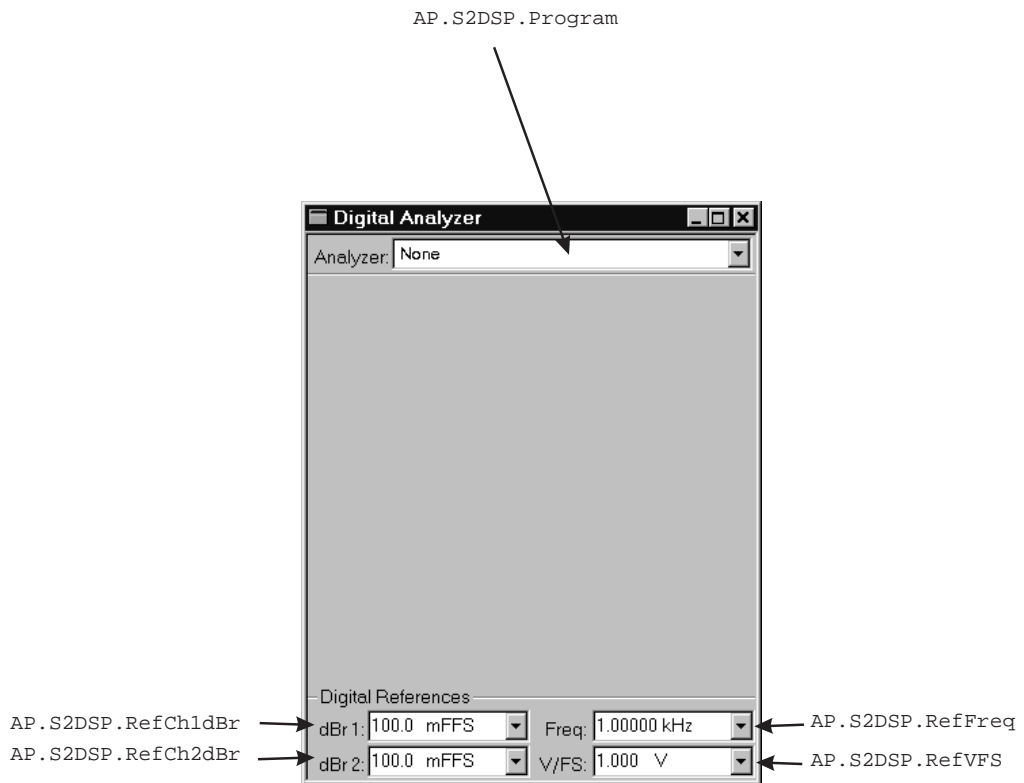 AP.S2DSP.Program
Digital Analyzer
Analyzer: None
Digital References
AP.S2DSP.RefCh1dBr dBr 1: 100.0 mFFS Freq: 1.00000 kHz AP.S2DSP.RefFreq
AP.S2DSP.RefCh2dBr dBr 2: 100.0 mFFS V/FS: 1.000 V AP.S2DSP.RefVFS